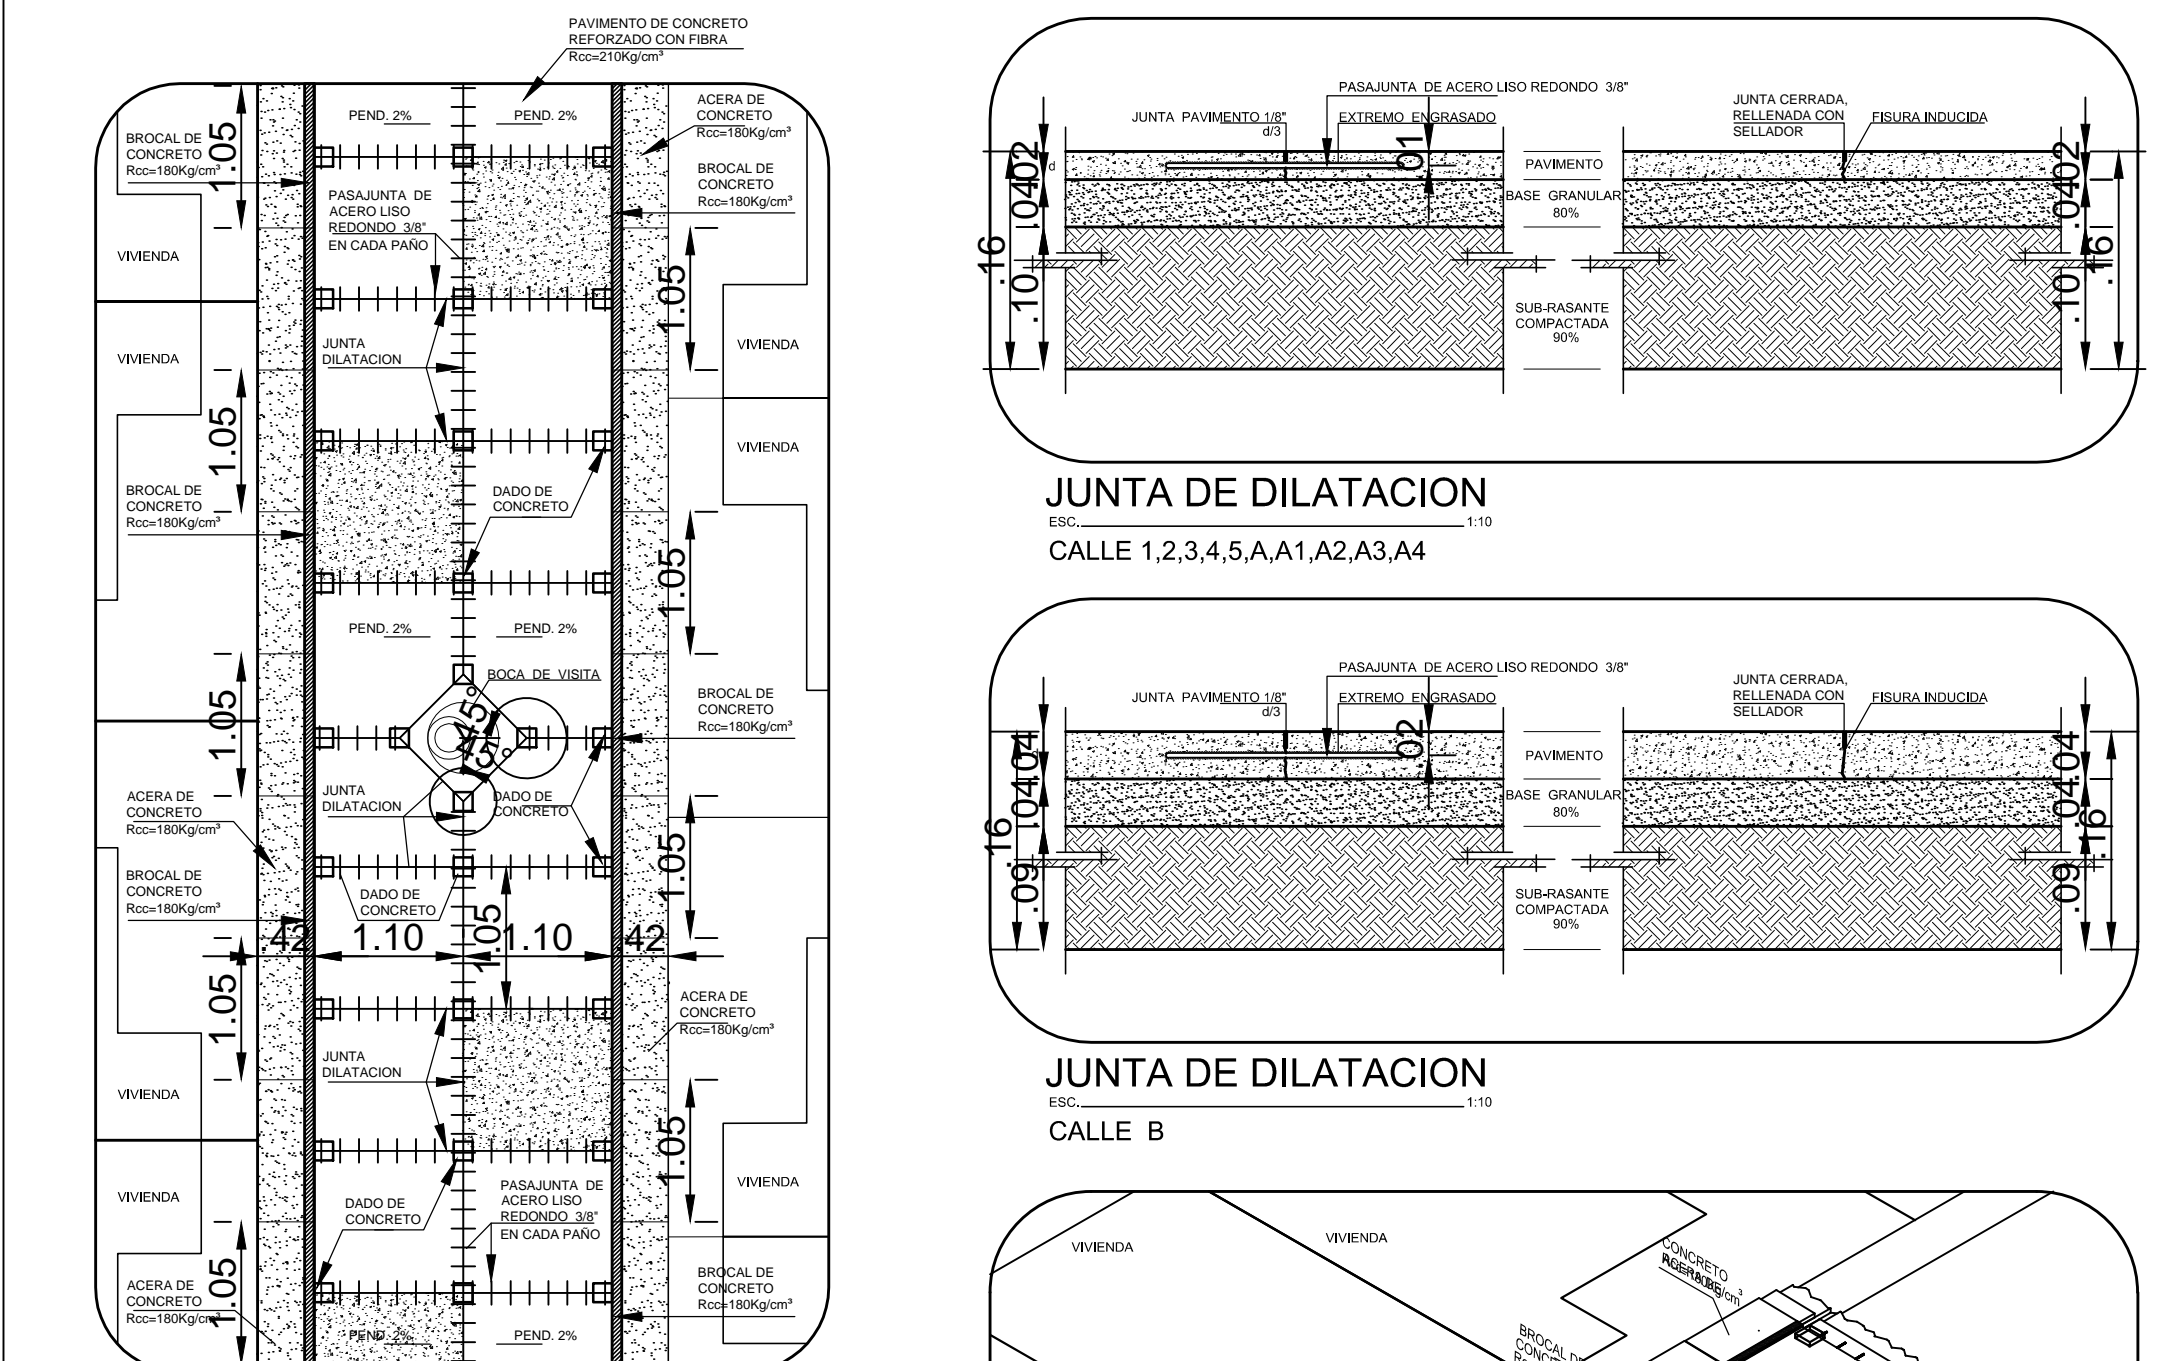 PAVIMENTO DE CONCRETO
REFORZADO CON FIBRA
Rcc=210Kg/cm³
PEND. 2%
PEND. 2%
ACERA DE
CONCRETO
Rcc=180Kg/cm³
BROCAL DE
CONCRETO
Rcc=180Kg/cm³
1.05
BROCAL DE
CONCRETO
Rcc=180Kg/cm³
PASAJUNTA DE
ACERO LISO
REDONDO 3/8"
EN CADA PAÑO
VIVIENDA
1.05
VIVIENDA
JUNTA
DILATACION
VIVIENDA
1.05
VIVIENDA
BROCAL DE
CONCRETO
Rcc=180Kg/cm³
DADO DE
CONCRETO
1.05
PEND. 2%
PEND. 2%
BOCA DE VISITA
1.05
45°
45°
BROCAL DE
CONCRETO
Rcc=180Kg/cm³
JUNTA
DILATACION
DADO DE
CONCRETO
ACERA DE
CONCRETO
Rcc=180Kg/cm³
1.05
BROCAL DE
CONCRETO
Rcc=180Kg/cm³
DADO DE
CONCRETO
.42
1.10
1.05
1.10
.42
1.05
ACERA DE
CONCRETO
Rcc=180Kg/cm³
JUNTA
DILATACION
VIVIENDA
1.05
VIVIENDA
VIVIENDA
DADO DE
CONCRETO
PASAJUNTA DE
ACERO LISO
REDONDO 3/8"
EN CADA PAÑO
ACERA DE
CONCRETO
Rcc=180Kg/cm³
1.05
BROCAL DE
CONCRETO
Rcc=180Kg/cm³
PEND. 2%
PEND. 2%
PASAJUNTA DE ACERO LISO REDONDO 3/8"
JUNTA PAVIMENTO 1/8"
d/3
EXTREMO ENGRASADO
JUNTA CERRADA,
RELLENADA CON
SELLADOR
FISURA INDUCIDA
.01
.02
d
PAVIMENTO
.02
.04
BASE GRANULAR
80%
.04
.16
.10
SUB-RASANTE
COMPACTADA
90%
.10
.16
JUNTA DE DILATACION
ESC. 1:10
CALLE 1,2,3,4,5,A,A1,A2,A3,A4
PASAJUNTA DE ACERO LISO REDONDO 3/8"
JUNTA PAVIMENTO 1/8"
d/3
EXTREMO ENGRASADO
JUNTA CERRADA,
RELLENADA CON
SELLADOR
FISURA INDUCIDA
.02
.04
PAVIMENTO
.04
.04
BASE GRANULAR
80%
.04
.16
.09
SUB-RASANTE
COMPACTADA
90%
.09
.16
JUNTA DE DILATACION
ESC. 1:10
CALLE B
VIVIENDA
VIVIENDA
CONCRETO
BROCAL DE